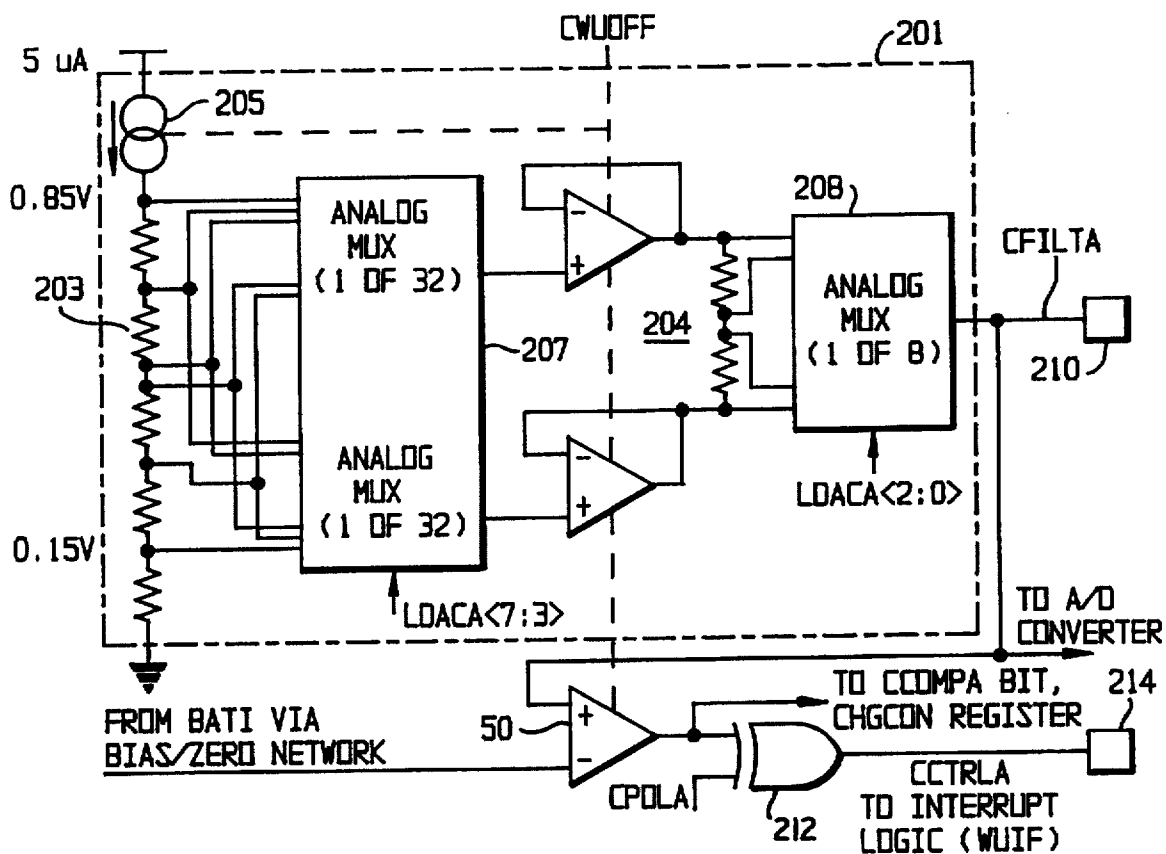 CWUOFF
201
5 uA
205
0.85V
ANALOG
MUX
(1 OF 32)
208
203
204
207
ANALOG
MUX
(1 OF 8)
CFILTA
210
ANALOG
MUX
(1 OF 32)
LDACA<2:0>
0.15V
LDACA<7:3>
TO A/D
CONVERTER
FROM BATI VIA
BIAS/ZERO NETWORK
50
TO CCOMPA BIT,
CHGCON REGISTER
214
CPOLA
212
CCTRLA
TO INTERRUPT
LOGIC (WUIF)